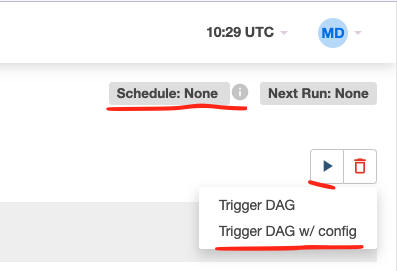 10:29 UTC
MD
Schedule: None
i
Next Run: None
Trigger DAG
Trigger DAG w/ config